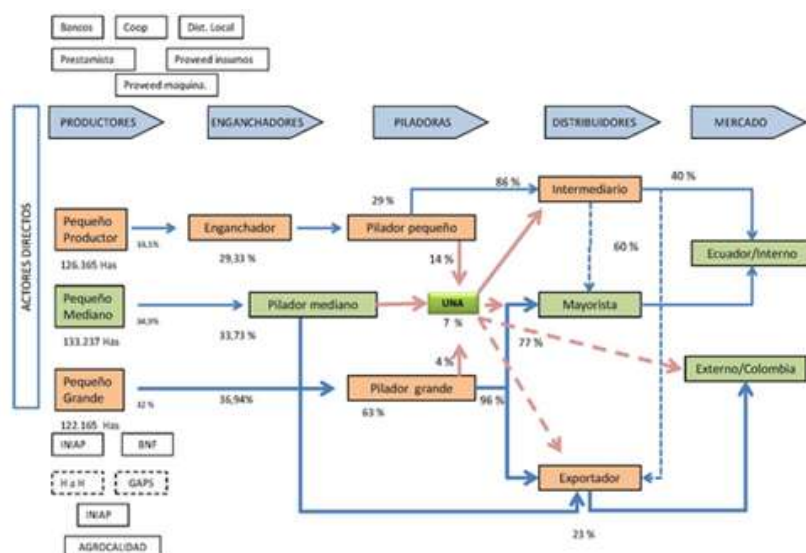 Bancos
Coop
Dist. Local
Prestamista
Proveed insumos
Proveed maquina.
ACTORES DIRECTOS
PRODUCTORES
ENGANCHADORES
PILADORAS
DISTRIBUIDORES
MERCADO
86 %
Intermediario
40 %
29 %
Pequeño
Productor
33,1%
Enganchador
Pilador pequeño
126.365 Has
29,33 %
14 %
60 %
Ecuador/Interno
Pequeño
Mediano
34,9%
Pilador mediano
UNA
Mayorista
133.237 Has
33,73 %
7 %
77 %
4 %
Externo/Colombia
Pequeño
Grande
32 %
36,94%
Pilador grande
63 %
96 %
122.165 Has
INIAP
BNF
H a H
GAPS
Exportador
INIAP
23 %
AGROCALIDAD